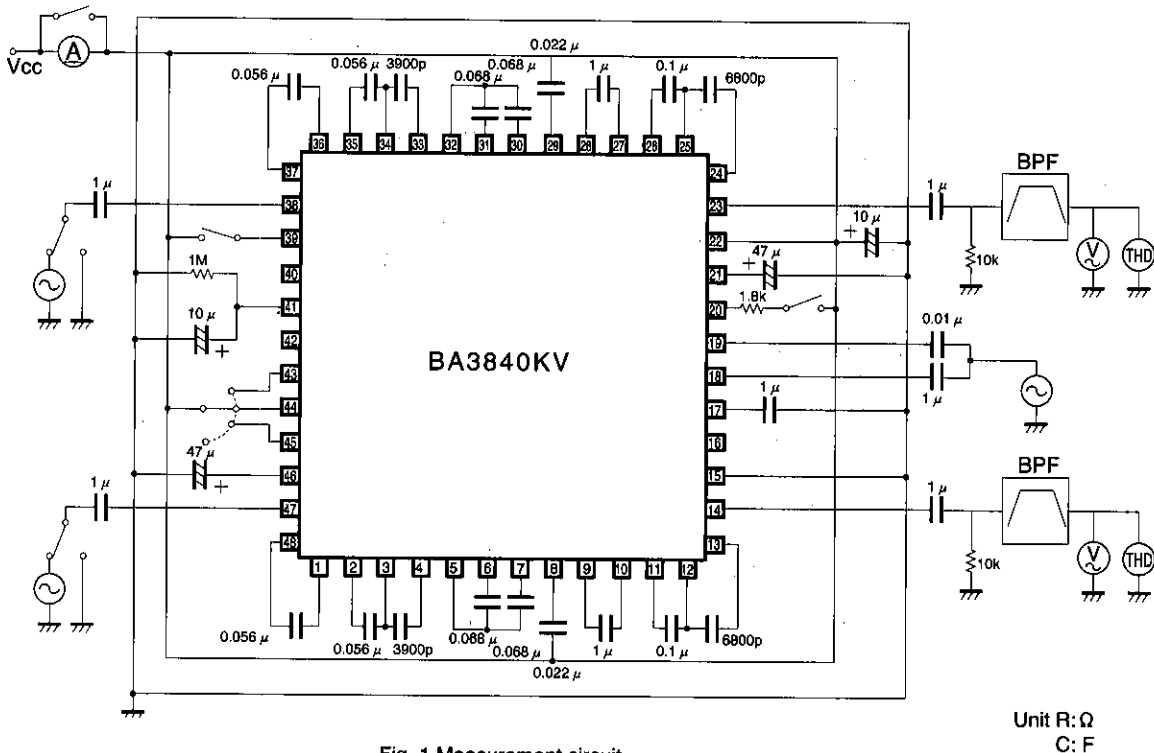 0.022 μ
A
Vcc
0.056 μ
0.056 μ
3900p
0.068 μ
0.068 μ
1 μ
0.1 μ
6800p
36
35
34
33
32
31
30
29
28
27
26
25
37
24
BPF
1 μ
38
23
1 μ
39
22
10 μ
+
V
THD
1M
40
21
+
47 μ
10k
41
20
1.8k
10 μ
+
42
19
0.01 μ
BA3840KV
43
18
1 μ
44
17
1 μ
45
16
47 μ
+
46
15
BPF
1 μ
47
14
1 μ
48
13
V
THD
10k
1
2
3
4
5
6
7
8
9
10
11
12
0.056 μ
0.056 μ
3900p
0.068 μ
0.068 μ
1 μ
0.1 μ
6800p
0.022 μ
Unit R: Ω
C: F
Fig. 1 Measurement circuit